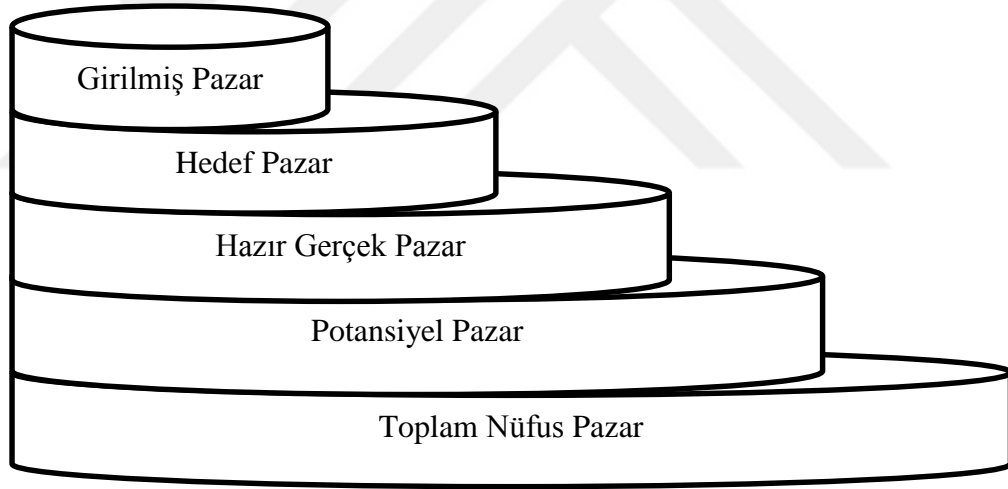 Girilmiş Pazar
Hedef Pazar
Hazır Gerçek Pazar
Potansiyel Pazar
Toplam Nüfus Pazar